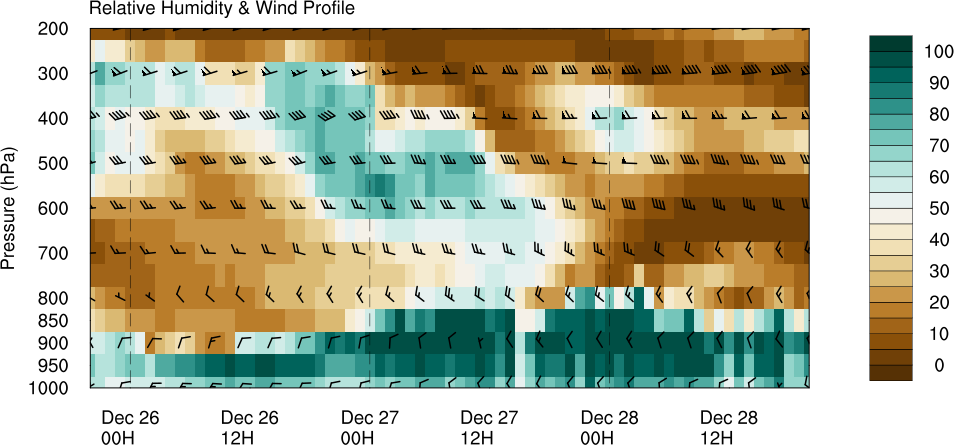 Relative Humidity & Wind Profile
Pressure (hPa)
200
300
400
500
600
700
800
850
900
950
1000
Dec 26
00H
Dec 26
12H
Dec 27
00H
Dec 27
12H
Dec 28
00H
Dec 28
12H
100
90
80
70
60
50
40
30
20
10
0